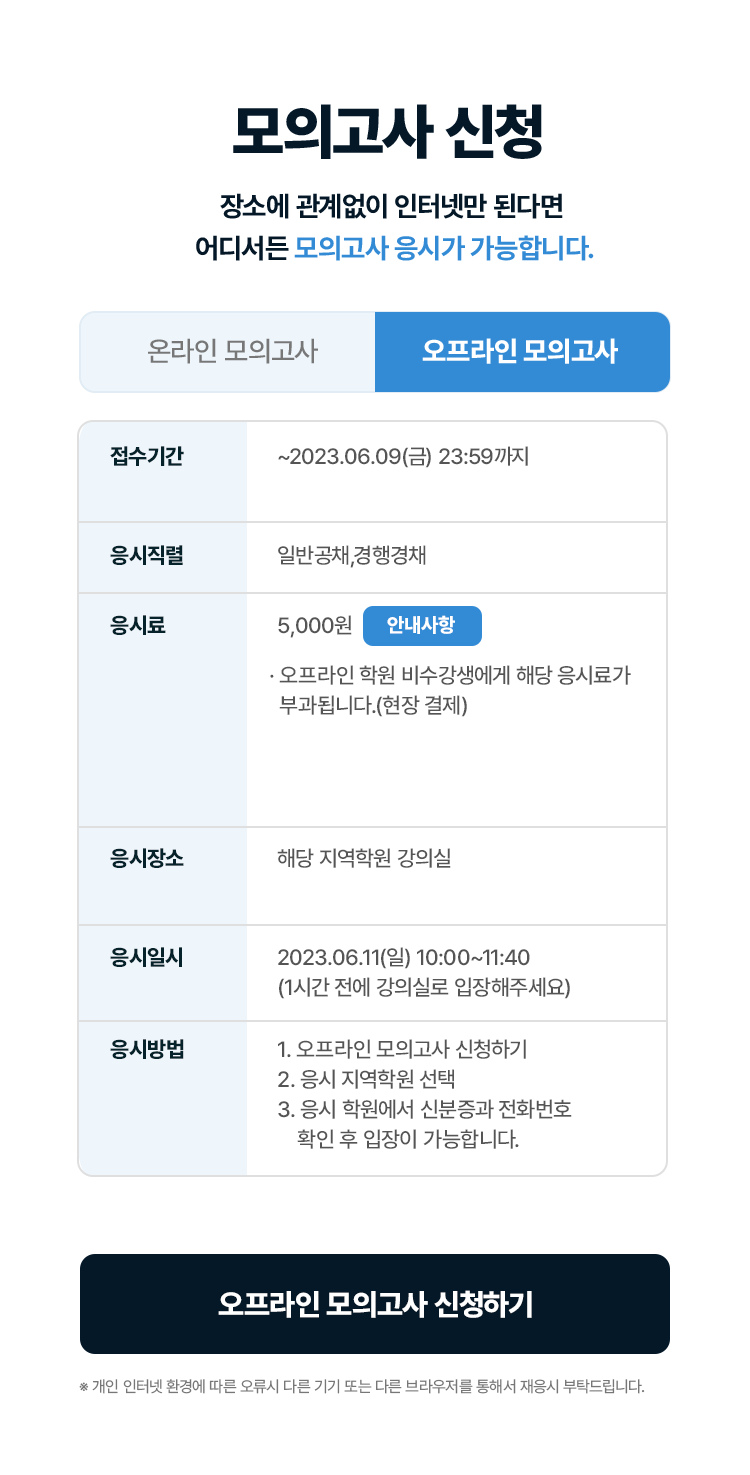 모의고사 신청
장소에 관계없이 인터넷만 된다면
어디서든 모의고사 응시가 가능합니다.
온라인 모의고사
오프라인 모의고사
접수기간
~2023.06.09(금) 23:59까지
응시직렬
일반공채,경행경채
응시료
5,000원
안내사항
· 오프라인 학원 비수강생에게 해당 응시료가
부과됩니다.(현장 결제)
응시장소
해당 지역학원 강의실
응시일시
2023.06.11(일) 10:00~11:40
(1시간 전에 강의실로 입장해주세요)
응시방법
1. 오프라인 모의고사 신청하기
2. 응시 지역학원 선택
3. 응시 학원에서 신분증과 전화번호
확인 후 입장이 가능합니다.
오프라인 모의고사 신청하기
※ 개인 인터넷 환경에 따른 오류시 다른 기기 또는 다른 브라우저를 통해서 재응시 부탁드립니다.